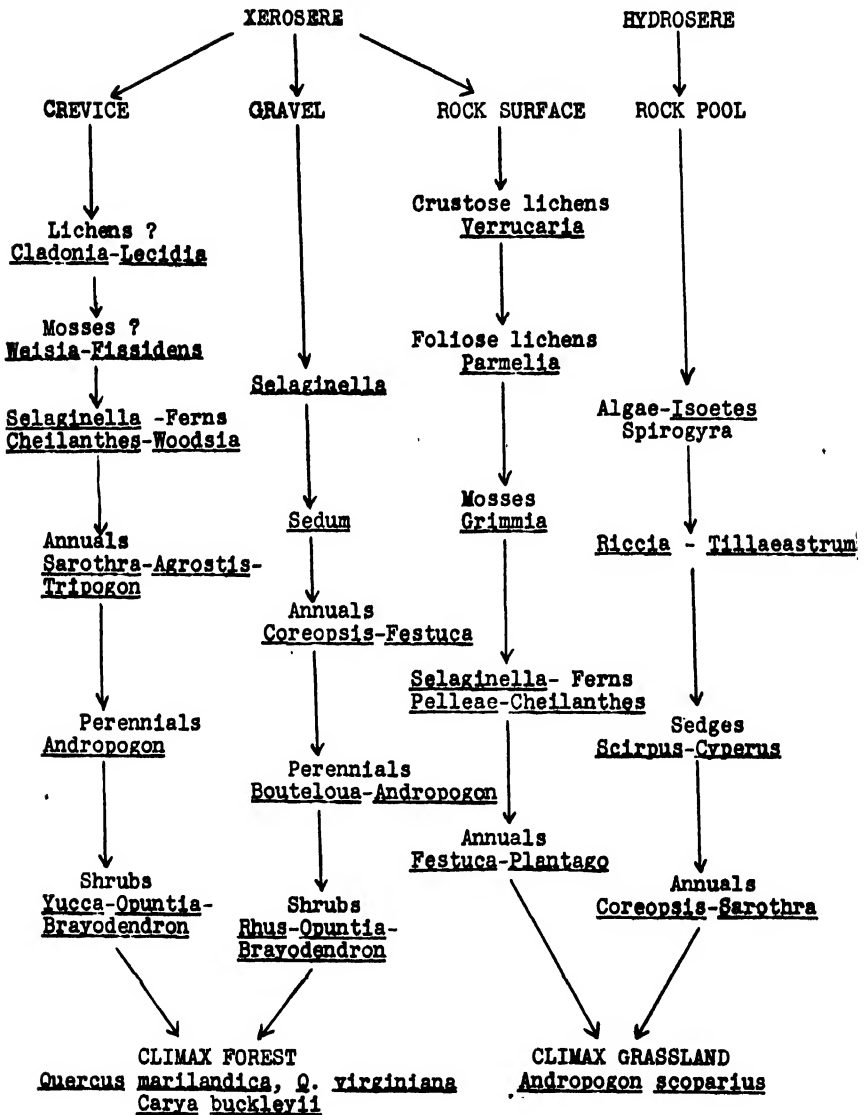 XEROSERE
HYDROSERE
CREVICE
GRAVEL
ROCK SURFACE
ROCK POOL
Lichens ?
Cladonia-Lecidia
Mosses ?
Weisia-Fissidens
Selaginella -Ferns
Cheilanthes-Woodsia
Annuals
Sarothra-Agrostis-
Tripogon
Perennials
Andropogon
Shrubs
Yucca-Opuntia-
Brayodendron
Selaginella
Sedum
Annuals
Coreopsis-Festuca
Perennials
Bouteloua-Andropogon
Shrubs
Rhus-Opuntia-
Brayodendron
Crustose lichens
Verrucaria
Foliose lichens
Parmelia
Mosses
Grimmia
Selaginella- Ferns
Pelleae-Cheilanthes
Annuals
Festuca-Plantago
Algae-Isoetes
Spirogyra
Riccia - Tillaeastrum
Sedges
Scirpus-Cyperus
Annuals
Coreopsis-Sarothra
CLIMAX FOREST
Quercus marilandica, Q. virginiana
Carya buckleyii
CLIMAX GRASSLAND
Andropogon scoparius